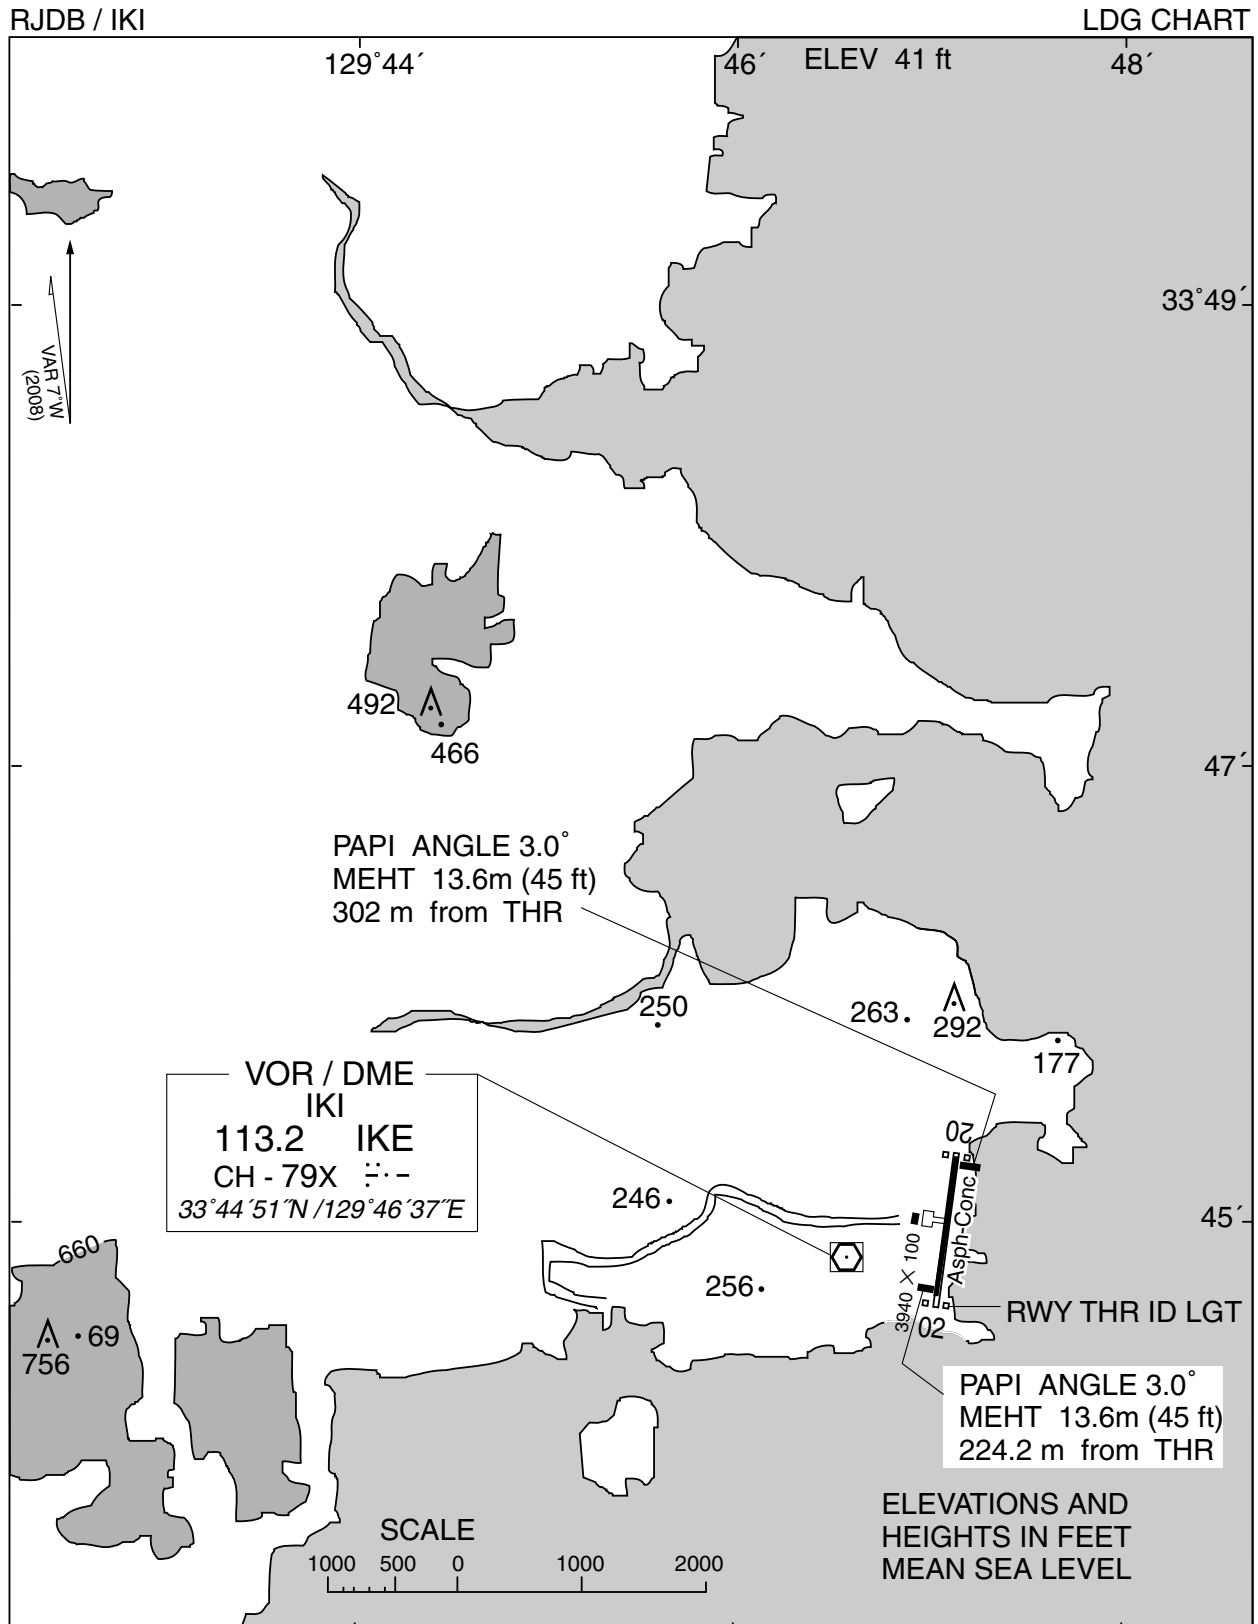 RJDB / IKI
LDG CHART
129°44´
46´
ELEV 41 ft
48´
33°49´
VAR 7°W
(2008)
492
466
47´
PAPI ANGLE 3.0°
MEHT 13.6m (45 ft)
302 m from THR
250
263
292
177
VOR / DME
IKI
113.2 IKE
CH - 79X
33°44´51˝N /129°46´37˝E
20
246
45´
Asph-Conc
3940 × 100
660
256
RWY THR ID LGT
02
69
756
PAPI ANGLE 3.0°
MEHT 13.6m (45 ft)
224.2 m from THR
ELEVATIONS AND
HEIGHTS IN FEET
MEAN SEA LEVEL
SCALE
1000 500 0 1000 2000